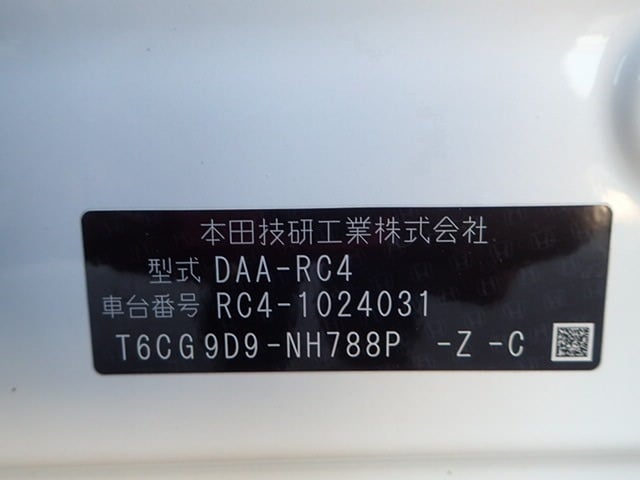 本田技研工業株式会社
型式 DAA-RC4
車台番号 RC4-1024031
T6CG9D9-NH788P -Z-C